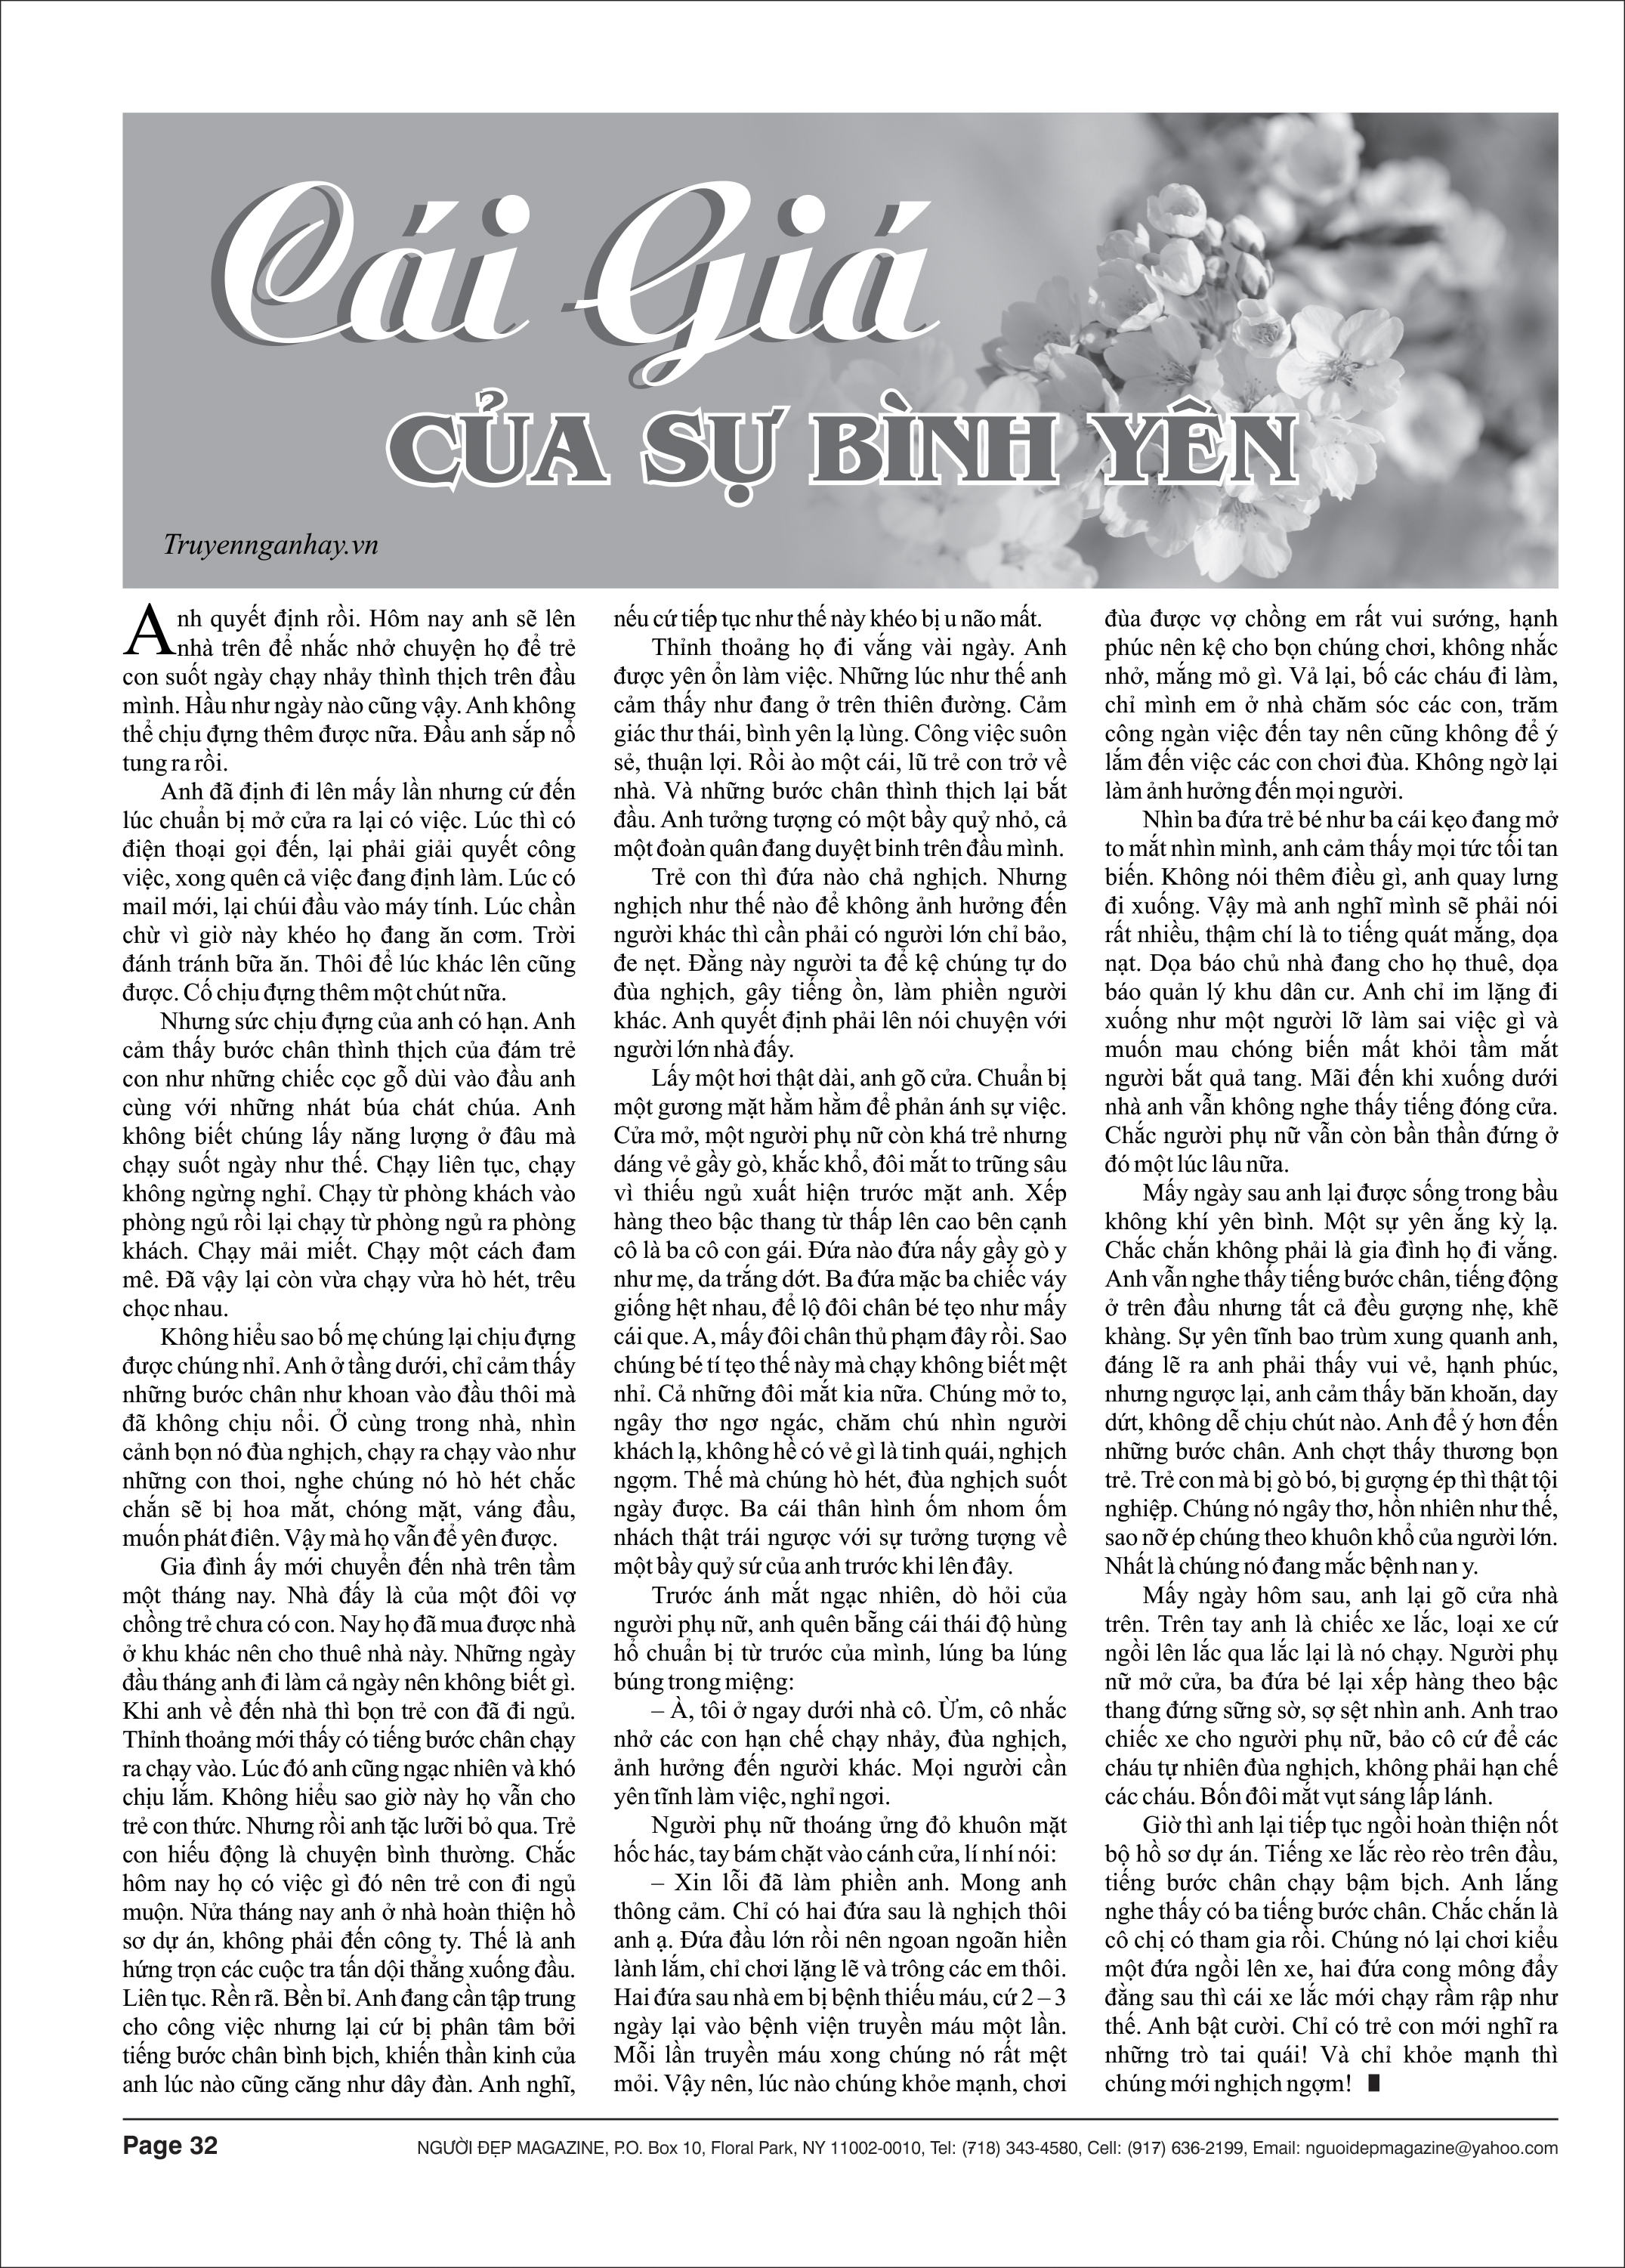 Cái Giá
CỦA SỰ BÌNH YÊN
Truyennganhay.vn
Anh quyết định rồi. Hôm nay anh sẽ lên
nhà trên để nhắc nhở chuyện họ để trẻ
con suốt ngày chạy nhảy thình thịch trên đầu
mình. Hầu như ngày nào cũng vậy. Anh không
thể chịu đựng thêm được nữa. Đầu anh sắp nổ
tung ra rồi.
Anh đã định đi lên mấy lần nhưng cứ đến
lúc chuẩn bị mở cửa ra lại có việc. Lúc thì có
điện thoại gọi đến, lại phải giải quyết công
việc, xong quên cả việc đang định làm. Lúc có
mail mới, lại chúi đầu vào máy tính. Lúc chần
chừ vì giờ này khéo họ đang ăn cơm. Trời
đánh tránh bữa ăn. Thôi để lúc khác lên cũng
được. Cố chịu đựng thêm một chút nữa.
Nhưng sức chịu đựng của anh có hạn. Anh
cảm thấy bước chân thình thịch của đám trẻ
con như những chiếc cọc gỗ dùi vào đầu anh
cùng với những nhát búa chát chúa. Anh
không biết chúng lấy năng lượng ở đâu mà
chạy suốt ngày như thế. Chạy liên tục, chạy
không ngừng nghỉ. Chạy từ phòng khách vào
phòng ngủ rồi lại chạy từ phòng ngủ ra phòng
khách. Chạy mải miết. Chạy một cách đam
mê. Đã vậy lại còn vừa chạy vừa hò hét, trêu
chọc nhau.
Không hiểu sao bố mẹ chúng lại chịu đựng
được chúng nhỉ. Anh ở tầng dưới, chỉ cảm thấy
những bước chân như khoan vào đầu thôi mà
đã không chịu nổi. Ở cùng trong nhà, nhìn
cảnh bọn nó đùa nghịch, chạy ra chạy vào như
những con thoi, nghe chúng nó hò hét chắc
chắn sẽ bị hoa mắt, chóng mặt, váng đầu,
muốn phát điên. Vậy mà họ vẫn để yên được.
Gia đình ấy mới chuyển đến nhà trên tầm
một tháng nay. Nhà đấy là của một đôi vợ
chồng trẻ chưa có con. Nay họ đã mua được nhà
ở khu khác nên cho thuê nhà này. Những ngày
đầu tháng anh đi làm cả ngày nên không biết gì.
Khi anh về đến nhà thì bọn trẻ con đã đi ngủ.
Thỉnh thoảng mới thấy có tiếng bước chân chạy
ra chạy vào. Lúc đó anh cũng ngạc nhiên và khó
chịu lắm. Không hiểu sao giờ này họ vẫn cho
trẻ con thức. Nhưng rồi anh tặc lưỡi bỏ qua. Trẻ
con hiếu động là chuyện bình thường. Chắc
hôm nay họ có việc gì đó nên trẻ con đi ngủ
muộn. Nửa tháng nay anh ở nhà hoàn thiện hồ
sơ dự án, không phải đến công ty. Thế là anh
hứng trọn các cuộc tra tấn dội thẳng xuống đầu.
Liên tục. Rền rã. Bền bỉ. Anh đang cần tập trung
cho công việc nhưng lại cứ bị phân tâm bởi
tiếng bước chân bình bịch, khiến thần kinh của
anh lúc nào cũng căng như dây đàn. Anh nghĩ,
nếu cứ tiếp tục như thế này khéo bị u não mất.
Thỉnh thoảng họ đi vắng vài ngày. Anh
được yên ổn làm việc. Những lúc như thế anh
cảm thấy như đang ở trên thiên đường. Cảm
giác thư thái, bình yên lạ lùng. Công việc suôn
sẻ, thuận lợi. Rồi ào một cái, lũ trẻ con trở về
nhà. Và những bước chân thình thịch lại bắt
đầu. Anh tưởng tượng có một bầy quỷ nhỏ, cả
một đoàn quân đang duyệt binh trên đầu mình.
Trẻ con thì đứa nào chả nghịch. Nhưng
nghịch như thế nào để không ảnh hưởng đến
người khác thì cần phải có người lớn chỉ bảo,
đe nẹt. Đằng này người ta để kệ chúng tự do
đùa nghịch, gây tiếng ồn, làm phiền người
khác. Anh quyết định phải lên nói chuyện với
người lớn nhà đấy.
Lấy một hơi thật dài, anh gõ cửa. Chuẩn bị
một gương mặt hằm hằm để phản ánh sự việc.
Cửa mở, một người phụ nữ còn khá trẻ nhưng
dáng vẻ gầy gò, khắc khổ, đôi mắt to trũng sâu
vì thiếu ngủ xuất hiện trước mặt anh. Xếp
hàng theo bậc thang từ thấp lên cao bên cạnh
cô là ba cô con gái. Đứa nào đứa nấy gầy gò y
như mẹ, da trắng dớt. Ba đứa mặc ba chiếc váy
giống hệt nhau, để lộ đôi chân bé tẹo như mấy
cái que. A, mấy đôi chân thủ phạm đây rồi. Sao
chúng bé tí tẹo thế này mà chạy không biết mệt
nhỉ. Cả những đôi mắt kia nữa. Chúng mở to,
ngây thơ ngơ ngác, chăm chú nhìn người
khách lạ, không hề có vẻ gì là tinh quái, nghịch
ngợm. Thế mà chúng hò hét, đùa nghịch suốt
ngày được. Ba cái thân hình ốm nhom ốm
nhách thật trái ngược với sự tưởng tượng về
một bầy quỷ sứ của anh trước khi lên đây.
Trước ánh mắt ngạc nhiên, dò hỏi của
người phụ nữ, anh quên bẵng cái thái độ hùng
hổ chuẩn bị từ trước của mình, lúng ba lúng
búng trong miệng:
– À, tôi ở ngay dưới nhà cô. Ừm, cô nhắc
nhở các con hạn chế chạy nhảy, đùa nghịch,
ảnh hưởng đến người khác. Mọi người cần
yên tĩnh làm việc, nghỉ ngơi.
Người phụ nữ thoáng ửng đỏ khuôn mặt
hốc hác, tay bám chặt vào cánh cửa, lí nhí nói:
– Xin lỗi đã làm phiền anh. Mong anh
thông cảm. Chỉ có hai đứa sau là nghịch thôi
anh ạ. Đứa đầu lớn rồi nên ngoan ngoãn hiền
lành lắm, chỉ chơi lặng lẽ và trông các em thôi.
Hai đứa sau nhà em bị bệnh thiếu máu, cứ 2 – 3
ngày lại vào bệnh viện truyền máu một lần.
Mỗi lần truyền máu xong chúng nó rất mệt
mỏi. Vậy nên, lúc nào chúng khỏe mạnh, chơi
đùa được vợ chồng em rất vui sướng, hạnh
phúc nên kệ cho bọn chúng chơi, không nhắc
nhở, mắng mỏ gì. Vả lại, bố các cháu đi làm,
chỉ mình em ở nhà chăm sóc các con, trăm
công ngàn việc đến tay nên cũng không để ý
lắm đến việc các con chơi đùa. Không ngờ lại
làm ảnh hưởng đến mọi người.
Nhìn ba đứa trẻ bé như ba cái kẹo đang mở
to mắt nhìn mình, anh cảm thấy mọi tức tối tan
biến. Không nói thêm điều gì, anh quay lưng
đi xuống. Vậy mà anh nghĩ mình sẽ phải nói
rất nhiều, thậm chí là to tiếng quát mắng, dọa
nạt. Dọa báo chủ nhà đang cho họ thuê, dọa
báo quản lý khu dân cư. Anh chỉ im lặng đi
xuống như một người lỡ làm sai việc gì và
muốn mau chóng biến mất khỏi tầm mắt
người bắt quả tang. Mãi đến khi xuống dưới
nhà anh vẫn không nghe thấy tiếng đóng cửa.
Chắc người phụ nữ vẫn còn bần thần đứng ở
đó một lúc lâu nữa.
Mấy ngày sau anh lại được sống trong bầu
không khí yên bình. Một sự yên ắng kỳ lạ.
Chắc chắn không phải là gia đình họ đi vắng.
Anh vẫn nghe thấy tiếng bước chân, tiếng động
ở trên đầu nhưng tất cả đều gượng nhẹ, khẽ
khàng. Sự yên tĩnh bao trùm xung quanh anh,
đáng lẽ ra anh phải thấy vui vẻ, hạnh phúc,
nhưng ngược lại, anh cảm thấy băn khoăn, day
dứt, không dễ chịu chút nào. Anh để ý hơn đến
những bước chân. Anh chợt thấy thương bọn
trẻ. Trẻ con mà bị gò bó, bị gượng ép thì thật tội
nghiệp. Chúng nó ngây thơ, hồn nhiên như thế,
sao nỡ ép chúng theo khuôn khổ của người lớn.
Nhất là chúng nó đang mắc bệnh nan y.
Mấy ngày hôm sau, anh lại gõ cửa nhà
trên. Trên tay anh là chiếc xe lắc, loại xe cứ
ngồi lên lắc qua lắc lại là nó chạy. Người phụ
nữ mở cửa, ba đứa bé lại xếp hàng theo bậc
thang đứng sững sờ, sợ sệt nhìn anh. Anh trao
chiếc xe cho người phụ nữ, bảo cô cứ để các
cháu tự nhiên đùa nghịch, không phải hạn chế
các cháu. Bốn đôi mắt vụt sáng lấp lánh.
Giờ thì anh lại tiếp tục ngồi hoàn thiện nốt
bộ hồ sơ dự án. Tiếng xe lắc rèo rèo trên đầu,
tiếng bước chân chạy bậm bịch. Anh lắng
nghe thấy có ba tiếng bước chân. Chắc chắn là
cô chị có tham gia rồi. Chúng nó lại chơi kiểu
một đứa ngồi lên xe, hai đứa cong mông đẩy
đằng sau thì cái xe lắc mới chạy rầm rập như
thế. Anh bật cười. Chỉ có trẻ con mới nghĩ ra
những trò tai quái! Và chỉ khỏe mạnh thì
chúng mới nghịch ngợm!
Page 32
NGƯỜI ĐẸP MAGAZINE, P.O. Box 10, Floral Park, NY 11002-0010, Tel: (718) 343-4580, Cell: (917) 636-2199, Email: nguoidepmagazine@yahoo.com